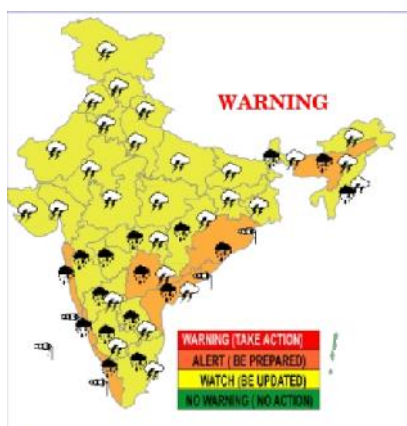 WARNING
WARNING (TAKE ACTION)
ALERT ( BE PREPARED)
WATCH (BE UPDATED)
NO WARNING ( NO ACTION)